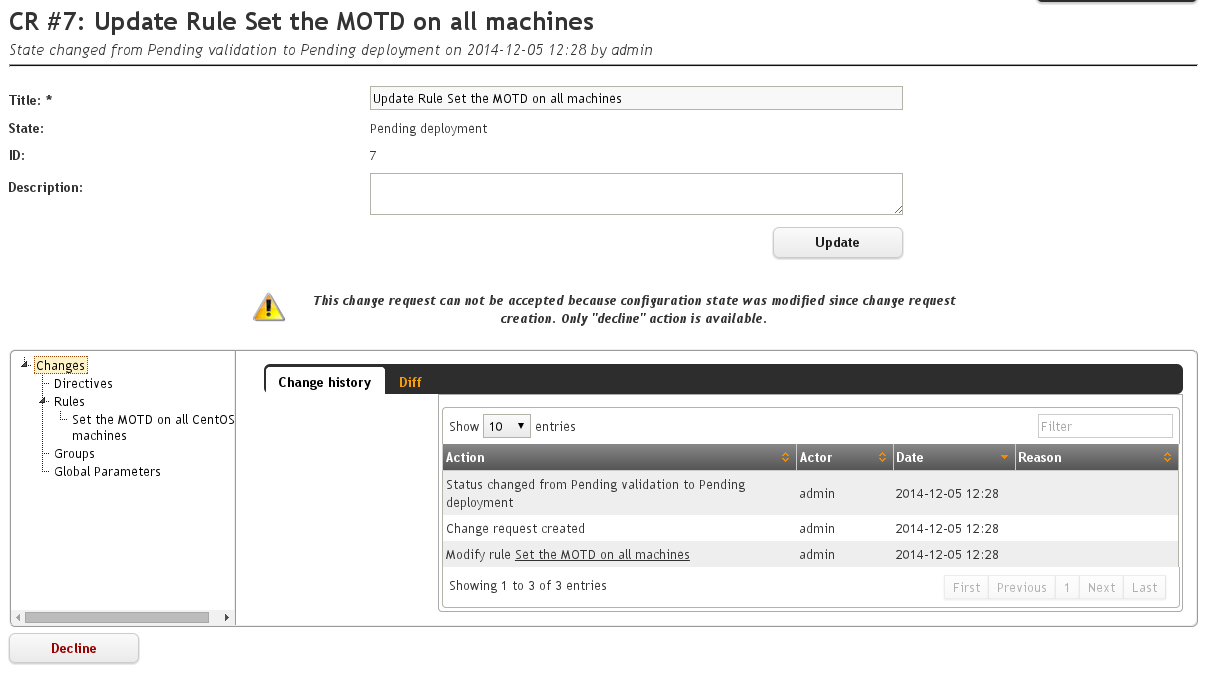 CR #7: Update Rule Set the MOTD on all machines
State changed from Pending validation to Pending deployment on 2014-12-05 12:28 by admin
Title: * Update Rule Set the MOTD on all machines
State: Pending deployment
ID: 7
Description:
Update
This change request can not be accepted because configuration state was modified since change request
creation. Only "decline" action is available.
Changes
Directives
Rules
Set the MOTD on all CentOS
machines
Groups
Global Parameters
Change history Diff
Show 10 entries Filter
Action Actor Date Reason
Status changed from Pending validation to Pending
deployment admin 2014-12-05 12:28
Change request created admin 2014-12-05 12:28
Modify rule Set the MOTD on all machines admin 2014-12-05 12:28
Showing 1 to 3 of 3 entries First Previous 1 Next Last
Decline